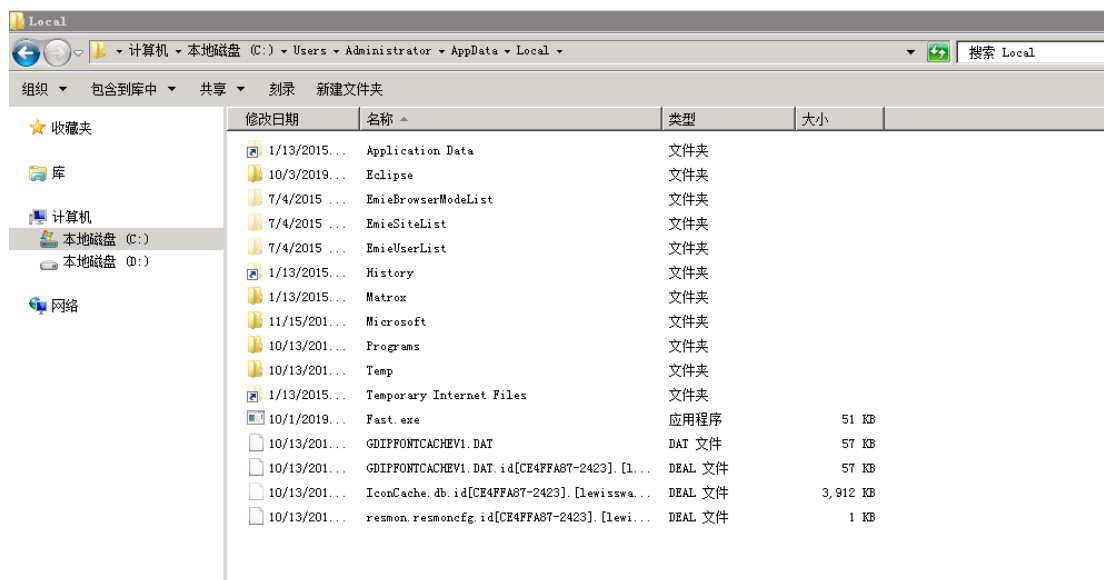 Local
计算机 本地磁盘 (C:) Users Administrator AppData Local 搜索 Local
组织 包含到库中 共享 刻录 新建文件夹
收藏夹
库
计算机
本地磁盘 (C:)
本地磁盘 (D:)
网络
修改日期 名称 类型 大小
1/13/2015... Application Data 文件夹
10/3/2019... Eclipse 文件夹
7/4/2015 ... EmieBrowserModeList 文件夹
7/4/2015 ... EmieSiteList 文件夹
7/4/2015 ... EmieUserList 文件夹
1/13/2015... History 文件夹
1/13/2015... Matrox 文件夹
11/15/201... Microsoft 文件夹
10/13/201... Programs 文件夹
10/13/201... Temp 文件夹
1/13/2015... Temporary Internet Files 文件夹
10/1/2019... Fast.exe 应用程序 51 KB
10/13/201... GDIPFONTCACHEV1.DAT DAT 文件 57 KB
10/13/201... GDIPFONTCACHEV1.DAT.id[CE4FFA87-2423].[l... DEAL 文件 57 KB
10/13/201... IconCache.db.id[CE4FFA87-2423].[lewisswa... DEAL 文件 3,912 KB
10/13/201... resmon.resmoncfg.id[CE4FFA87-2423].[lewi... DEAL 文件 1 KB